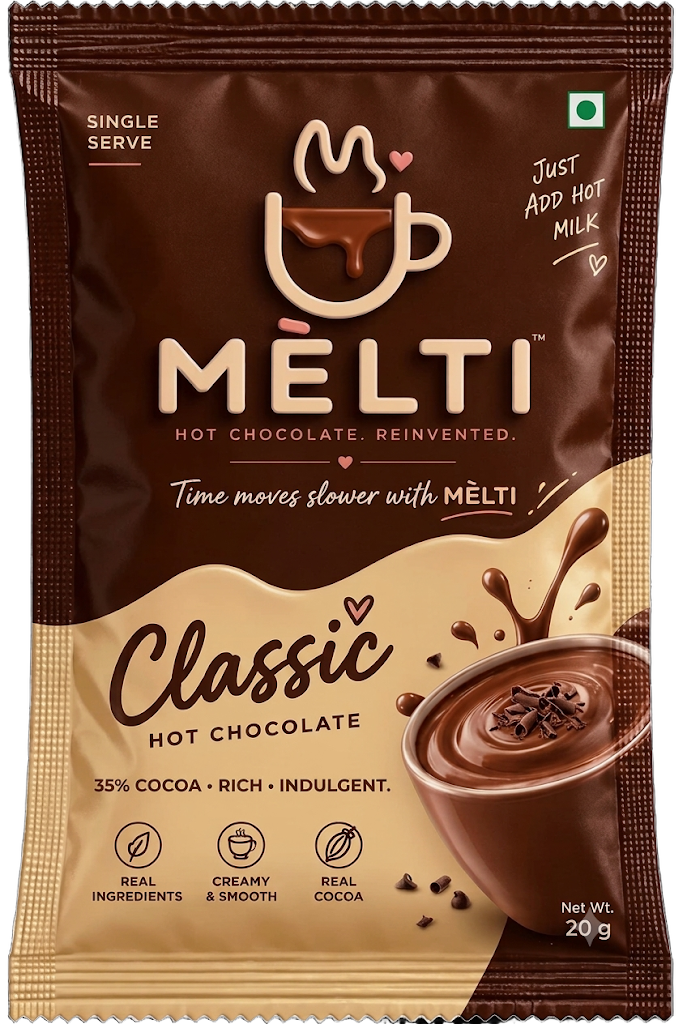 SINGLE
SERVE
JUST
ADD HOT
MILK
MÈLTI™
HOT CHOCOLATE. REINVENTED.
Time moves slower with MÈLTI
Classic
HOT CHOCOLATE
35% COCOA • RICH • INDULGENT.
REAL
INGREDIENTS
CREAMY
& SMOOTH
REAL
COCOA
Net Wt.
20 g